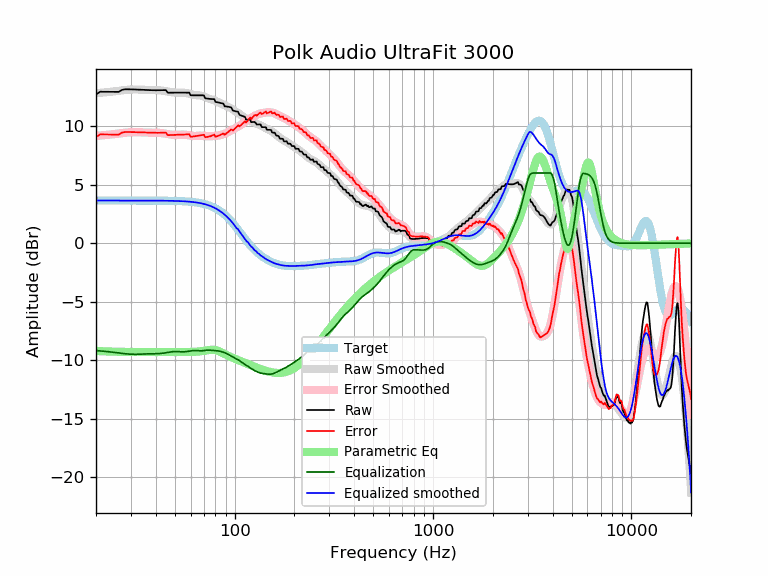 Polk Audio UltraFit 3000
Amplitude (dBr)
10
5
0
−5
−10
−15
−20
Target
Raw Smoothed
Error Smoothed
Raw
Error
Parametric Eq
Equalization
Equalized smoothed
100
1000
10000
Frequency (Hz)